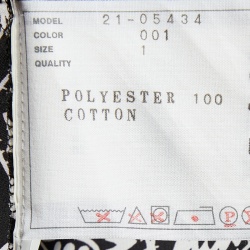 MODEL 21-05434
COLOR 001
SIZE 1
QUALITY
POLYESTER 100
COTTON